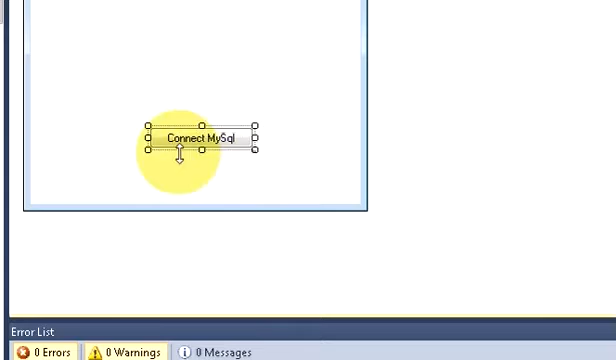 Connect MySql
Error List
0 Errors
0 Warnings
0 Messages